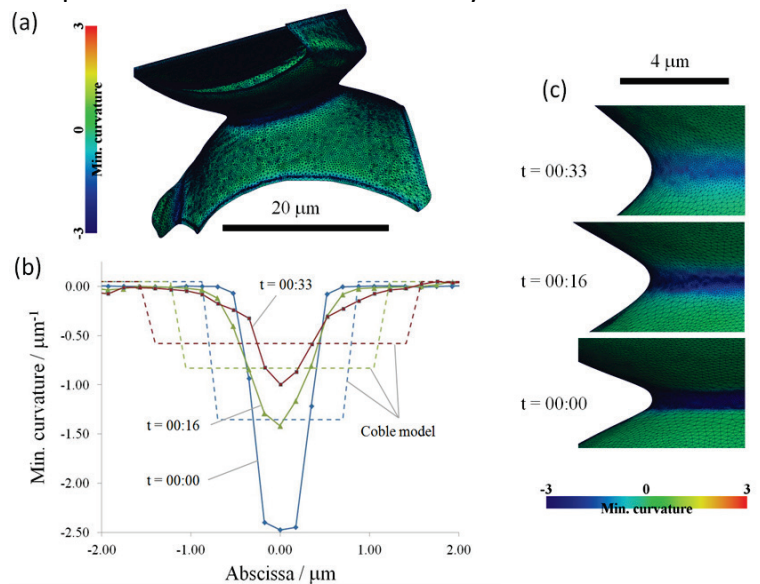 (a)
3
0
-3
Min. curvature
20 μm
(b)
0.00
-0.50
-1.00
-1.50
-2.00
-2.50
Min. curvature / μm⁻¹
t = 00:33
t = 00:16
t = 00:00
Coble model
-2.00 -1.00 0.00 1.00 2.00
Abscissa / μm
(c)
4 μm
t = 00:33
t = 00:16
t = 00:00
-3 0 3
Min. curvature